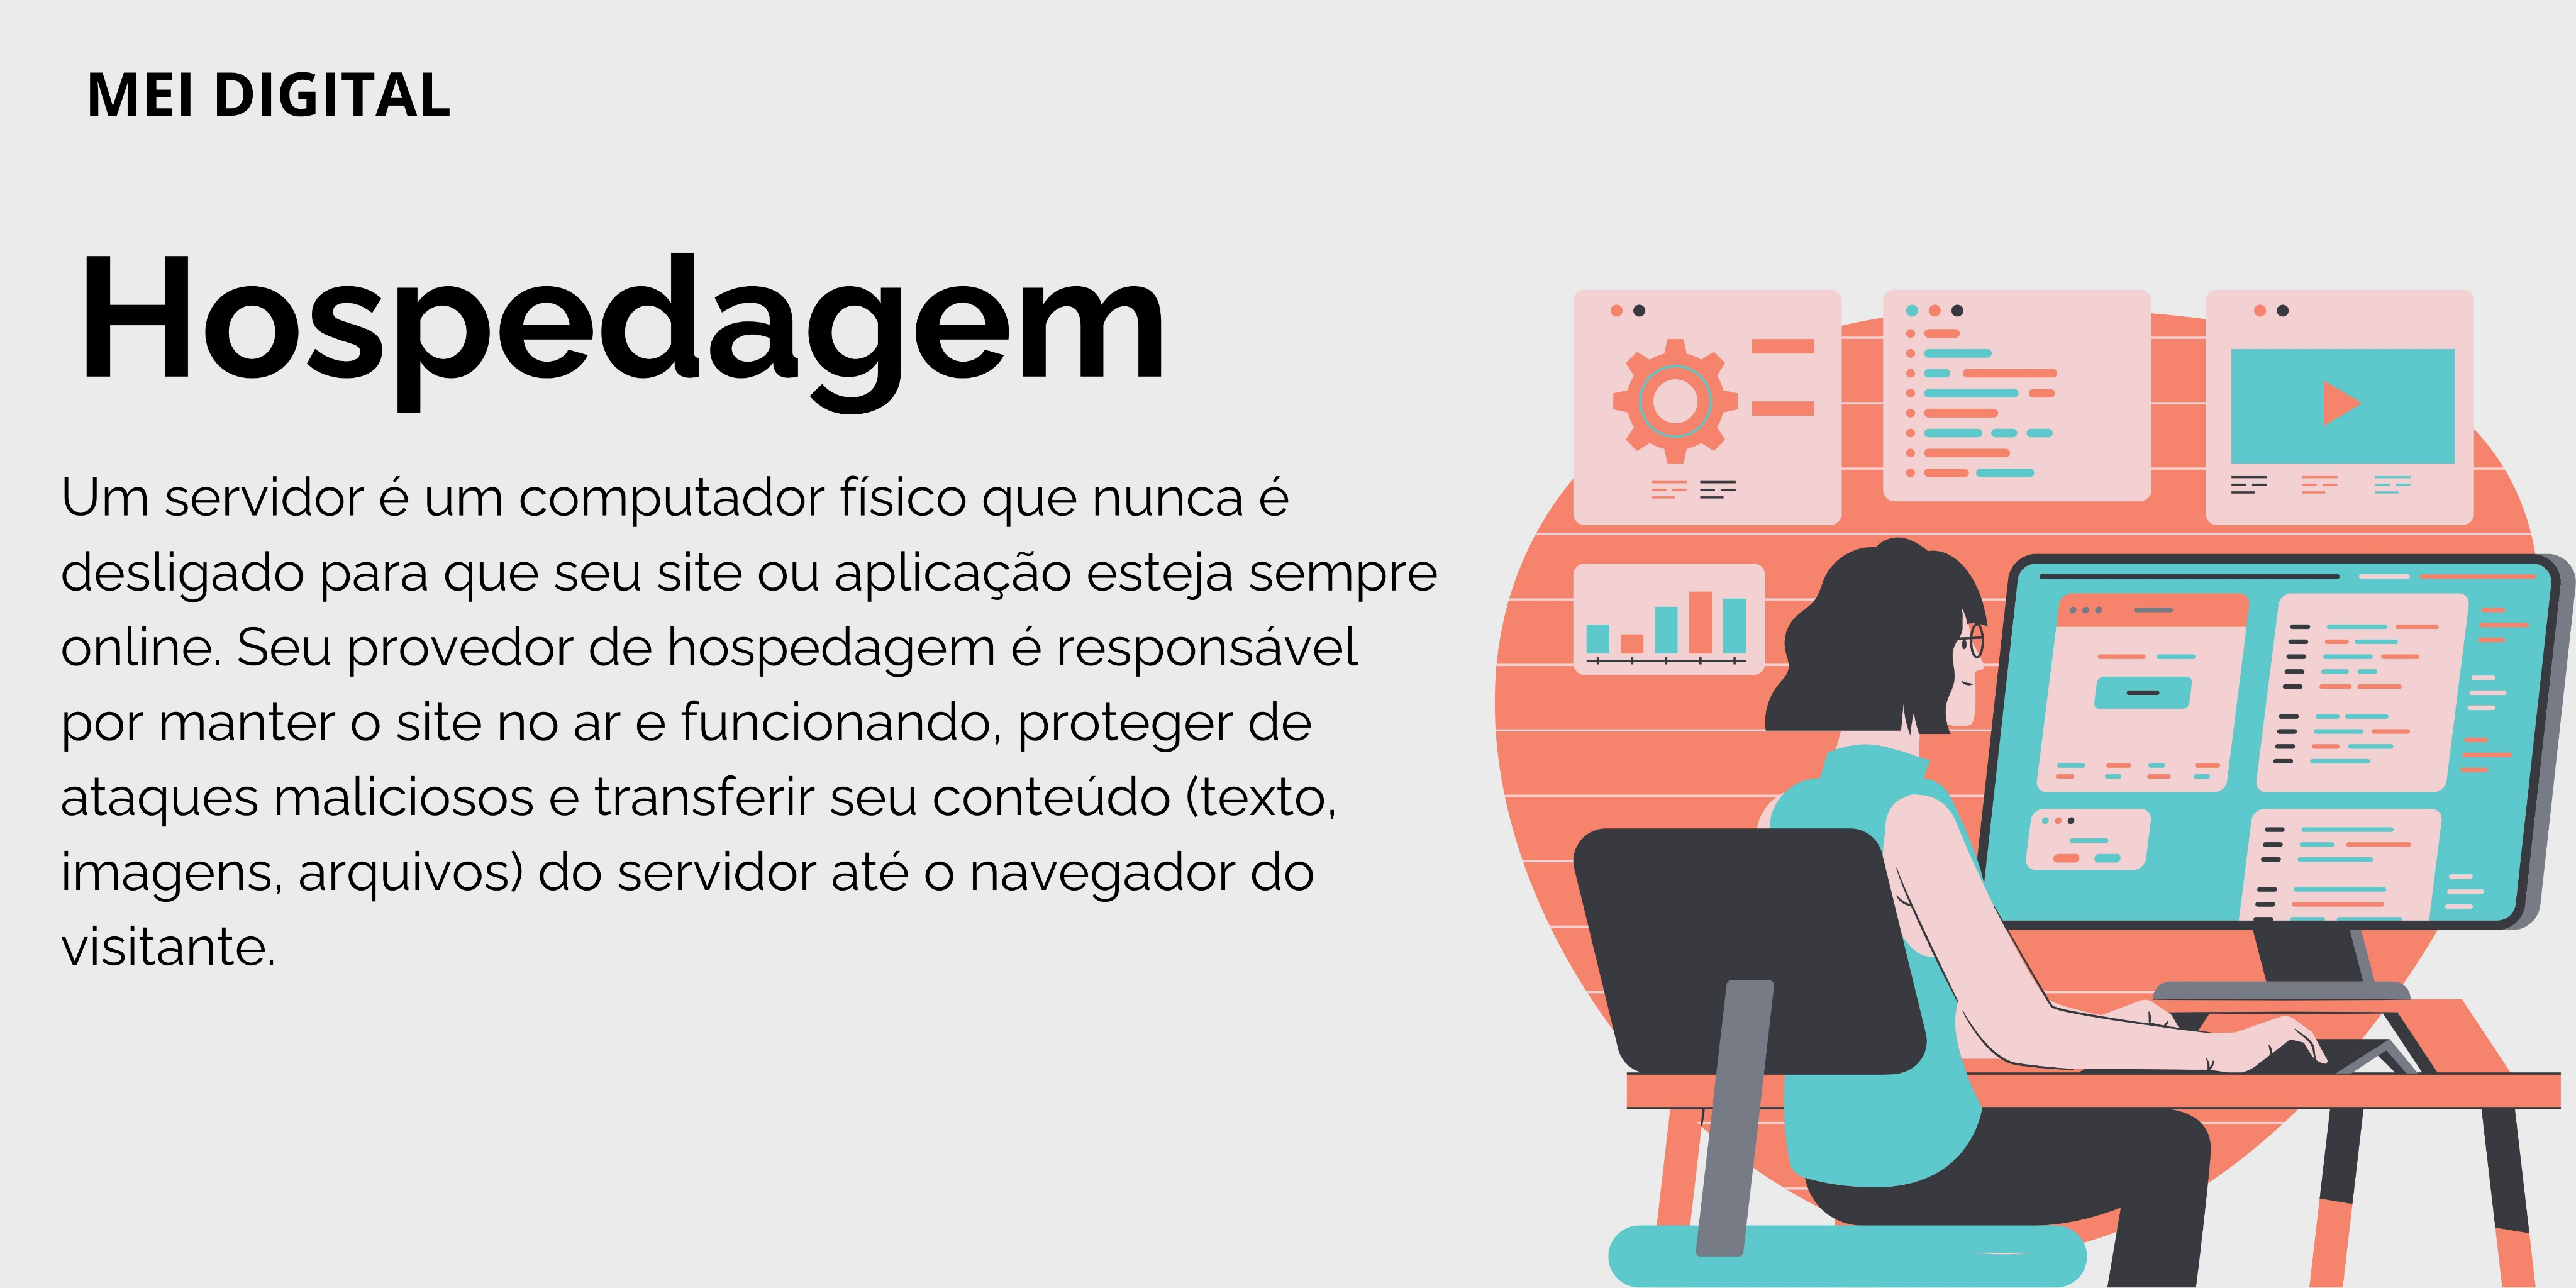 MEI DIGITAL
Hospedagem
Um servidor é um computador físico que nunca é
desligado para que seu site ou aplicação esteja sempre
online. Seu provedor de hospedagem é responsável
por manter o site no ar e funcionando, proteger de
ataques maliciosos e transferir seu conteúdo (texto,
imagens, arquivos) do servidor até o navegador do
visitante.